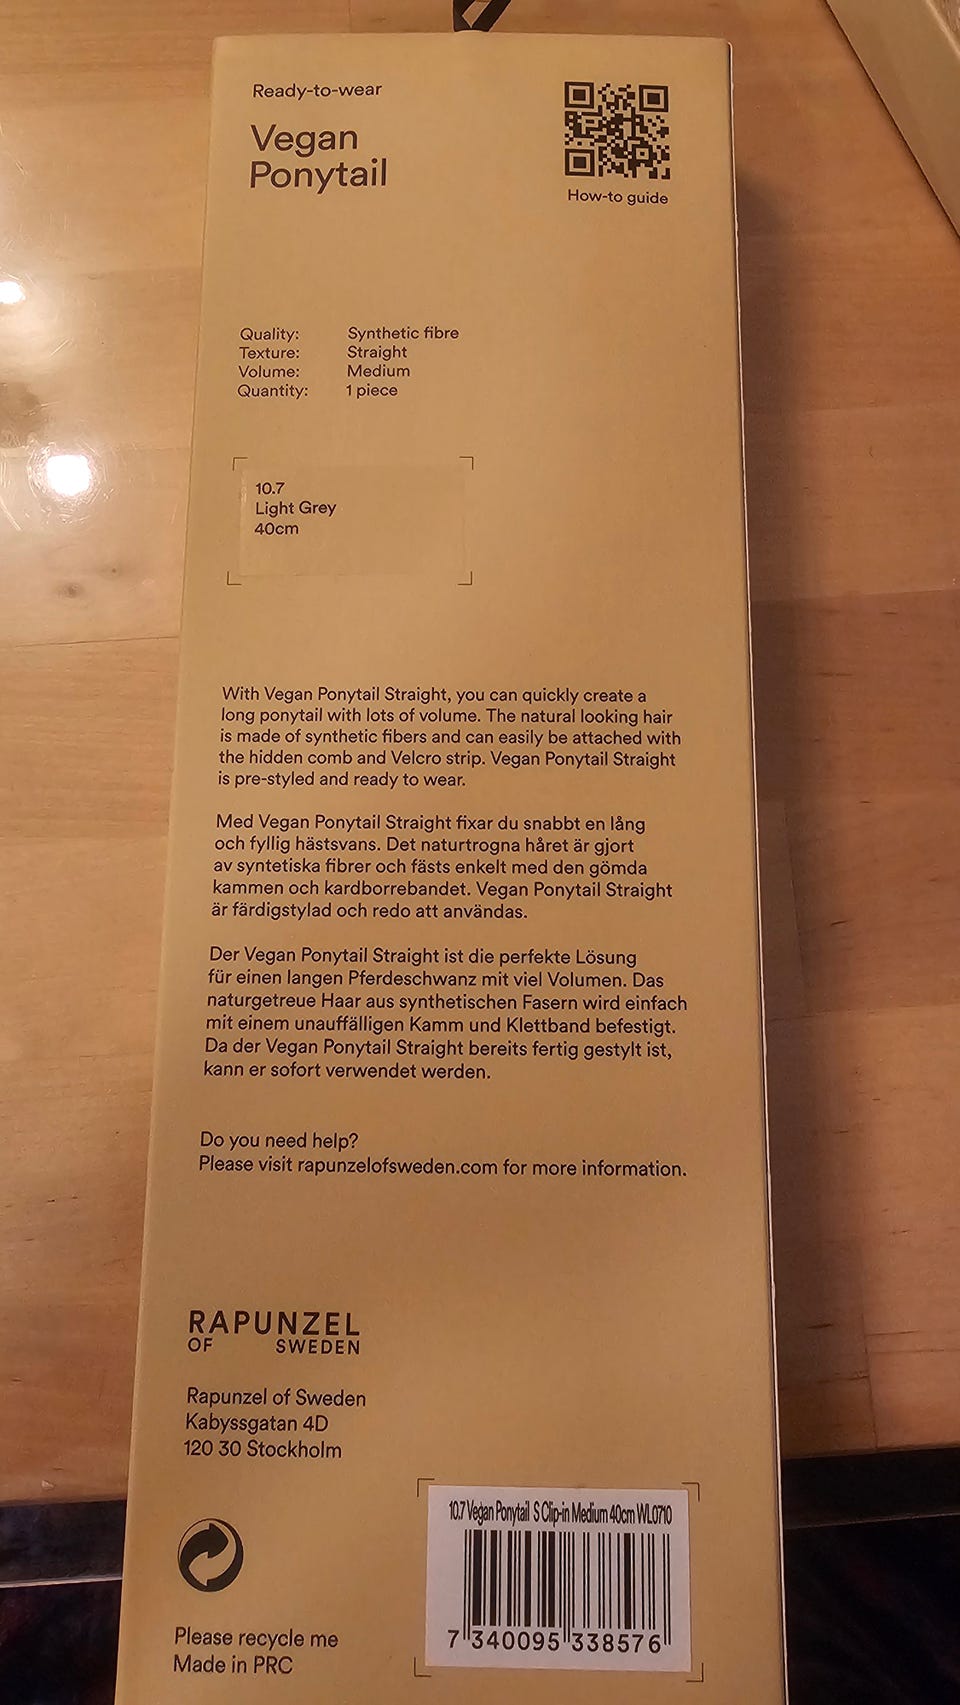 Ready-to-wear
Vegan
Ponytail
How-to guide
Quality: Synthetic fibre
Texture: Straight
Volume: Medium
Quantity: 1 piece
10.7
Light Grey
40cm
With Vegan Ponytail Straight, you can quickly create a
long ponytail with lots of volume. The natural looking hair
is made of synthetic fibers and can easily be attached with
the hidden comb and Velcro strip. Vegan Ponytail Straight
is pre-styled and ready to wear.
Med Vegan Ponytail Straight fixar du snabbt en lång
och fyllig hästsvans. Det naturtrogna håret är gjort
av syntetiska fibrer och fästs enkelt med den gömda
kammen och kardborrebandet. Vegan Ponytail Straight
är färdigstylad och redo att användas.
Der Vegan Ponytail Straight ist die perfekte Lösung
für einen langen Pferdeschwanz mit viel Volumen. Das
naturgetreue Haar aus synthetischen Fasern wird einfach
mit einem unauffälligen Kamm und Klettband befestigt.
Da der Vegan Ponytail Straight bereits fertig gestylt ist,
kann er sofort verwendet werden.
Do you need help?
Please visit rapunzelofsweden.com for more information.
RAPUNZEL
OF SWEDEN
Rapunzel of Sweden
Kabyssgatan 4D
120 30 Stockholm
10.7 Vegan Ponytail S Clip-in Medium 40cm WL0710
7 340095 338576
Please recycle me
Made in PRC